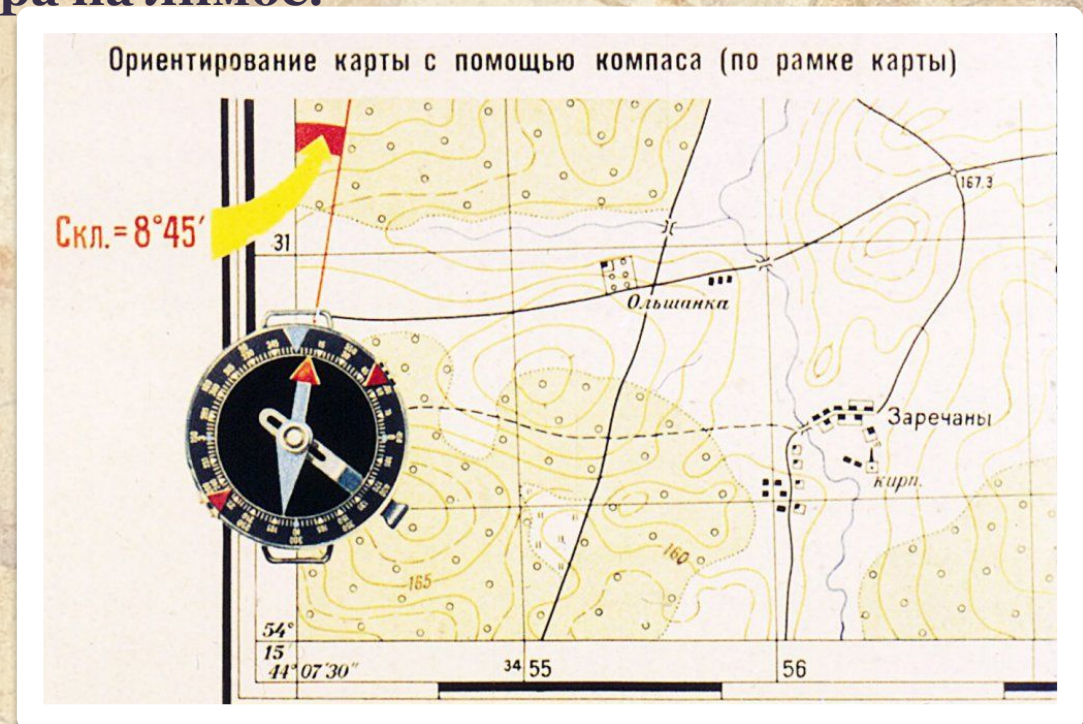 Ориентирование карты с помощью компаса (по рамке карты)
Скл.=8°45′
31
167.3
Ольшанка
Заречаны
кирп.
165
160
54°
15′
44° 07′30″
34 55
56